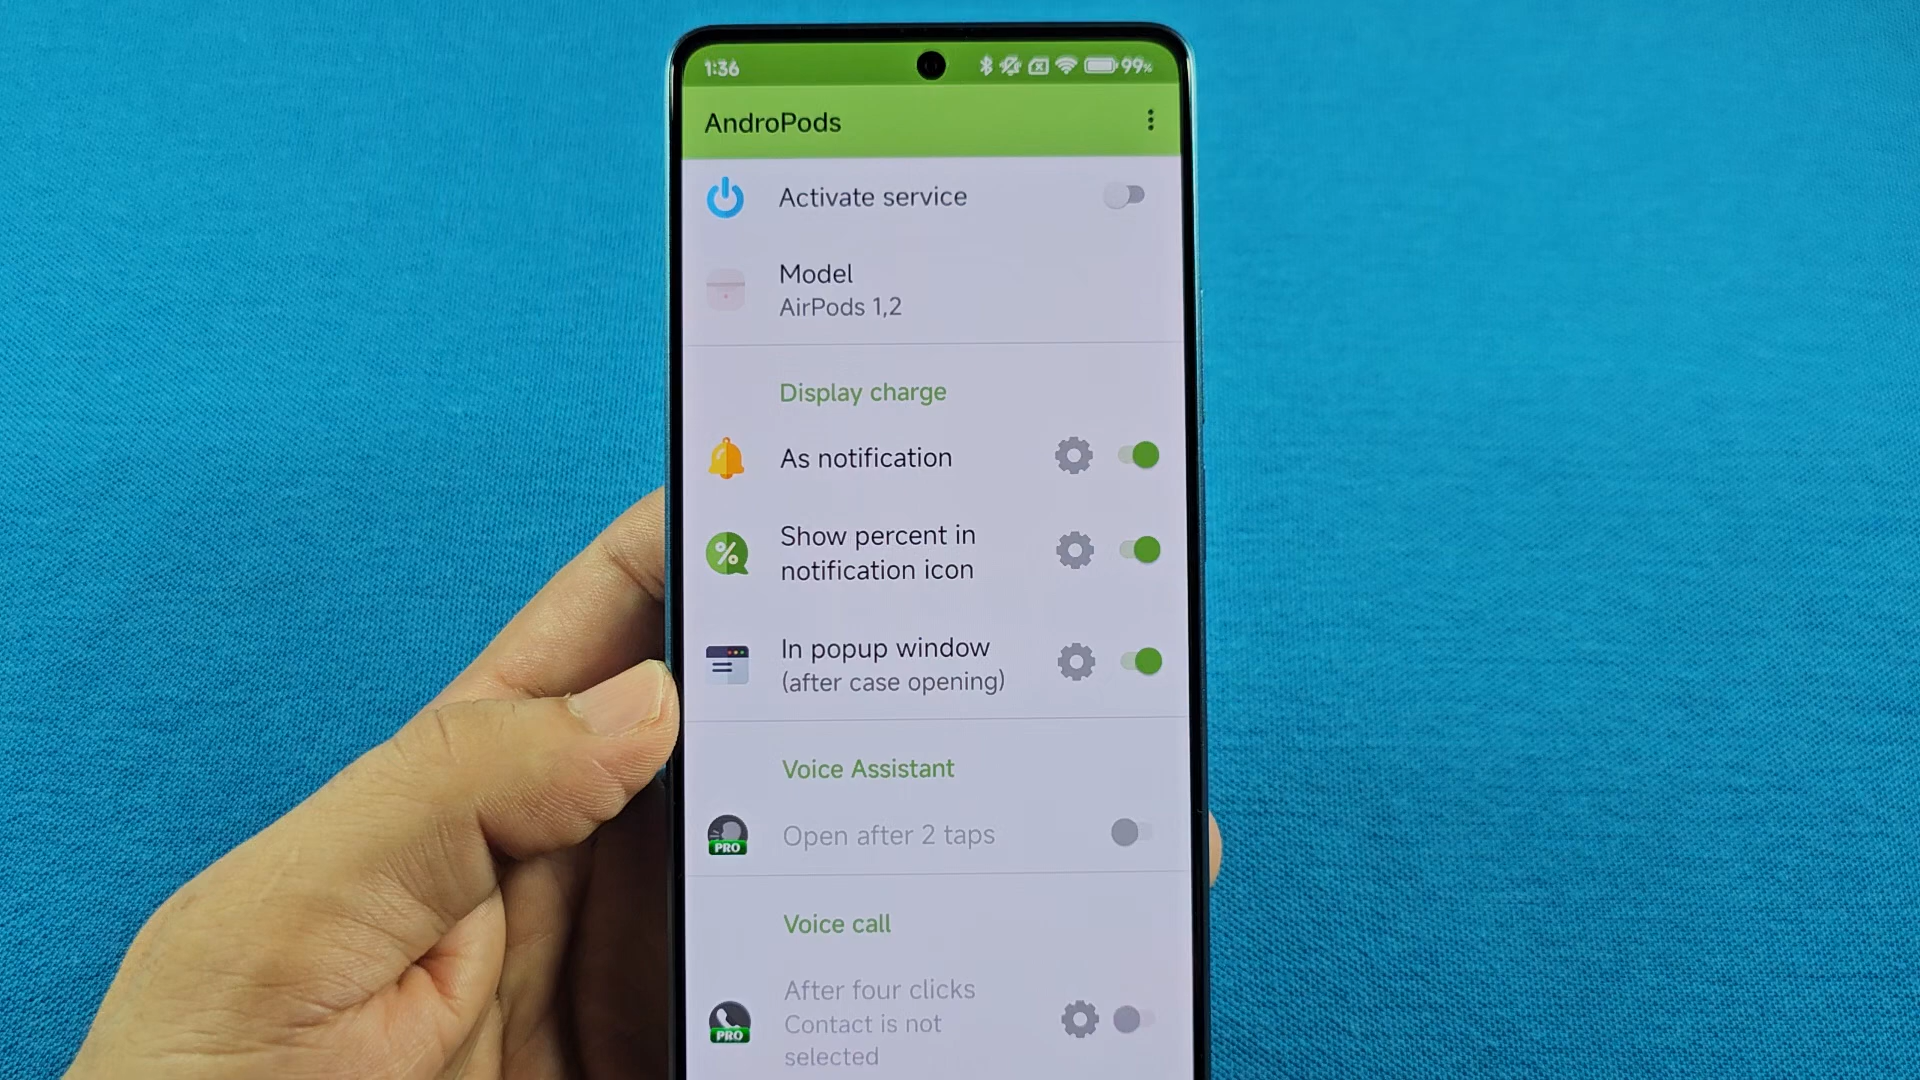 1:36
99%
AndroPods
Activate service
Model
AirPods 1,2
Display charge
As notification
%
Show percent in
notification icon
In popup window
(after case opening)
Voice Assistant
PRO
Open after 2 taps
Voice call
After four clicks
PRO
Contact is not
selected